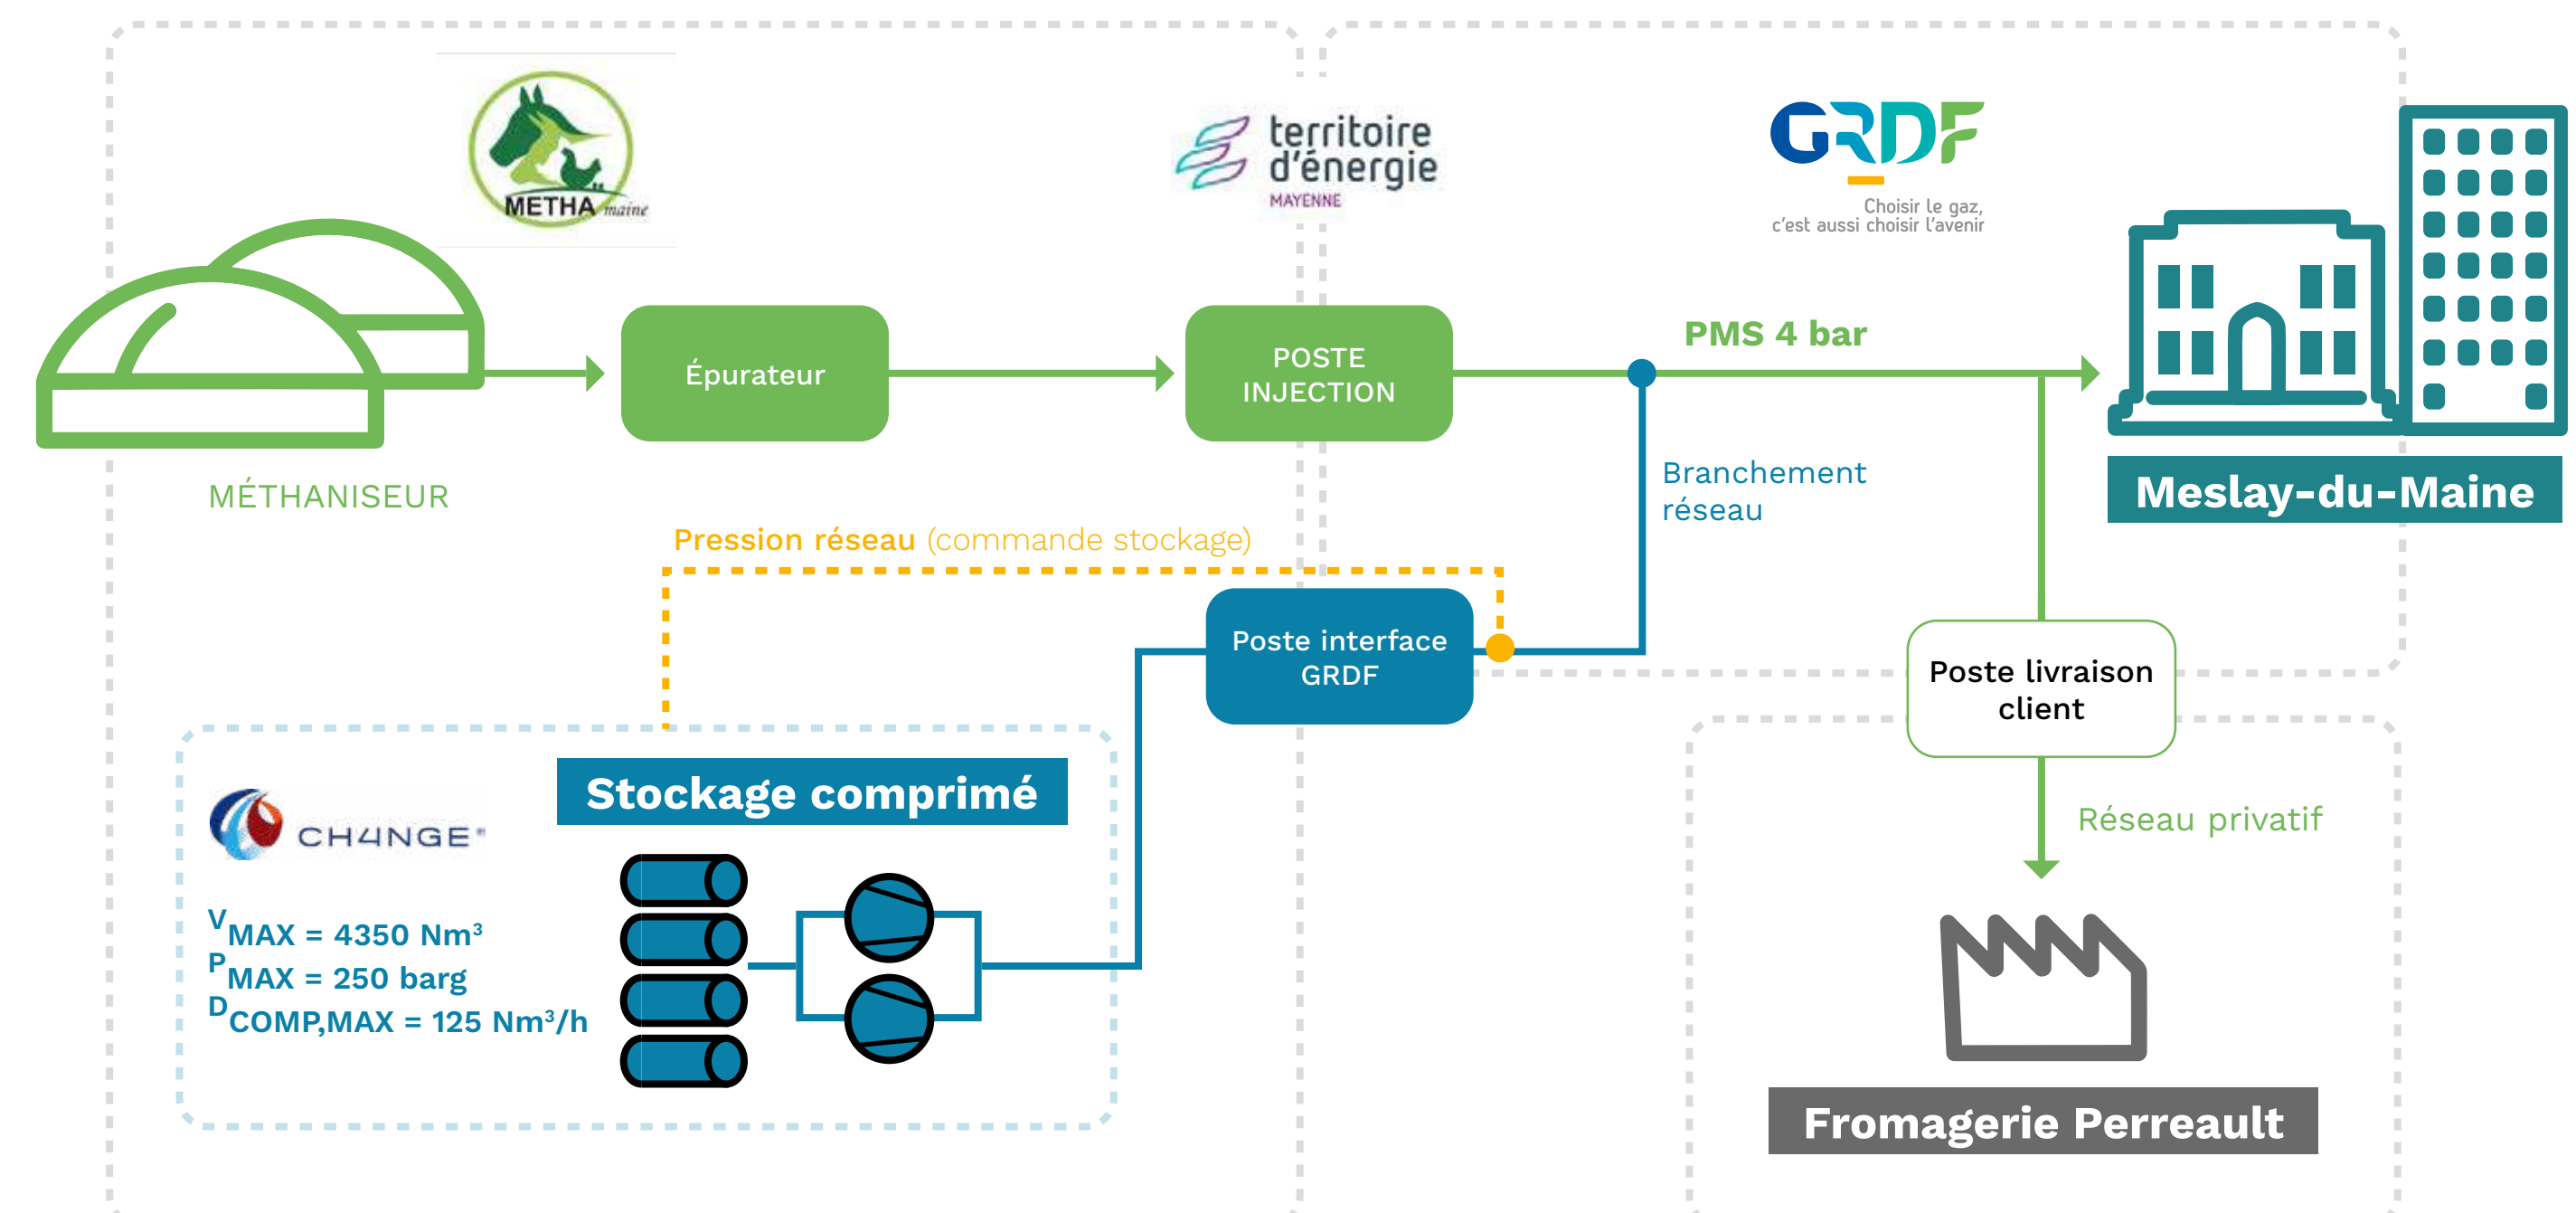 METHA maine
territoire
d'énergie
MAYENNE
GRDF
Choisir le gaz,
c'est aussi choisir l'avenir
Épurateur
POSTE
INJECTION
PMS 4 bar
MÉTHANISEUR
Branchement
réseau
Meslay-du-Maine
Pression réseau (commande stockage)
Poste interface
GRDF
Poste livraison
client
Stockage comprimé
CH4NGE
Réseau privatif
VMAX = 4350 Nm³
PMAX = 250 barg
DCOMP,MAX = 125 Nm³/h
Fromagerie Perreault